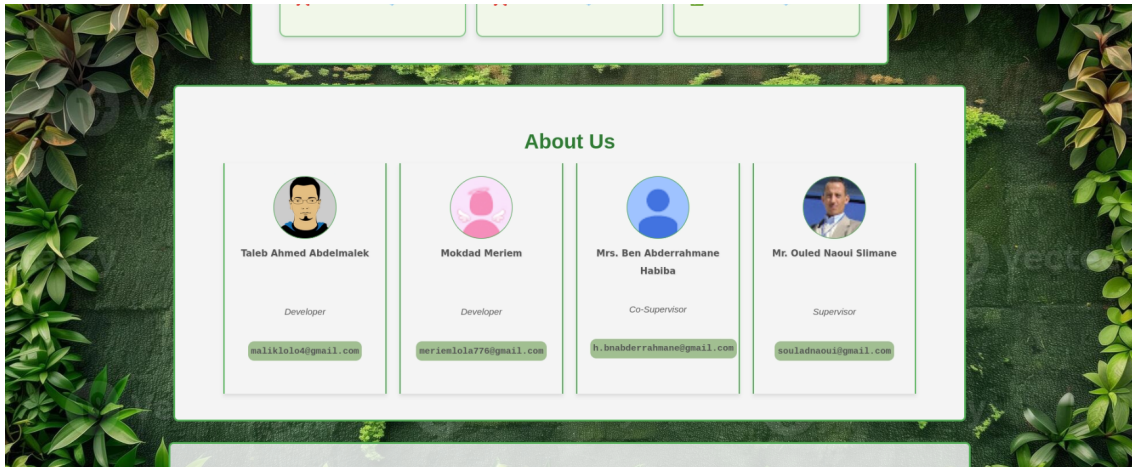 About Us
Taleb Ahmed Abdelmalek
Developer
maliklolo4@gmail.com
Mokdad Meriem
Developer
meriemlola776@gmail.com
Mrs. Ben Abderrahmane
Habiba
Co-Supervisor
h.bnabderrahmane@gmail.com
Mr. Ouled Naoui Slimane
Supervisor
souladnaoui@gmail.com